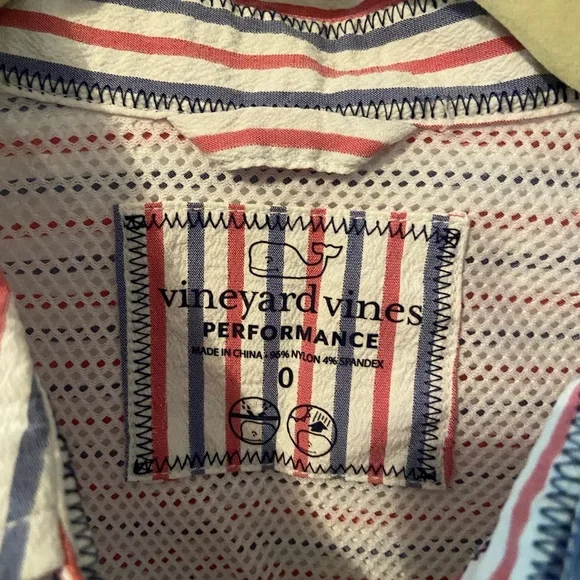 vineyard vines
PERFORMANCE
MADE IN CHINA • 96% NYLON 4% SPANDEX
0